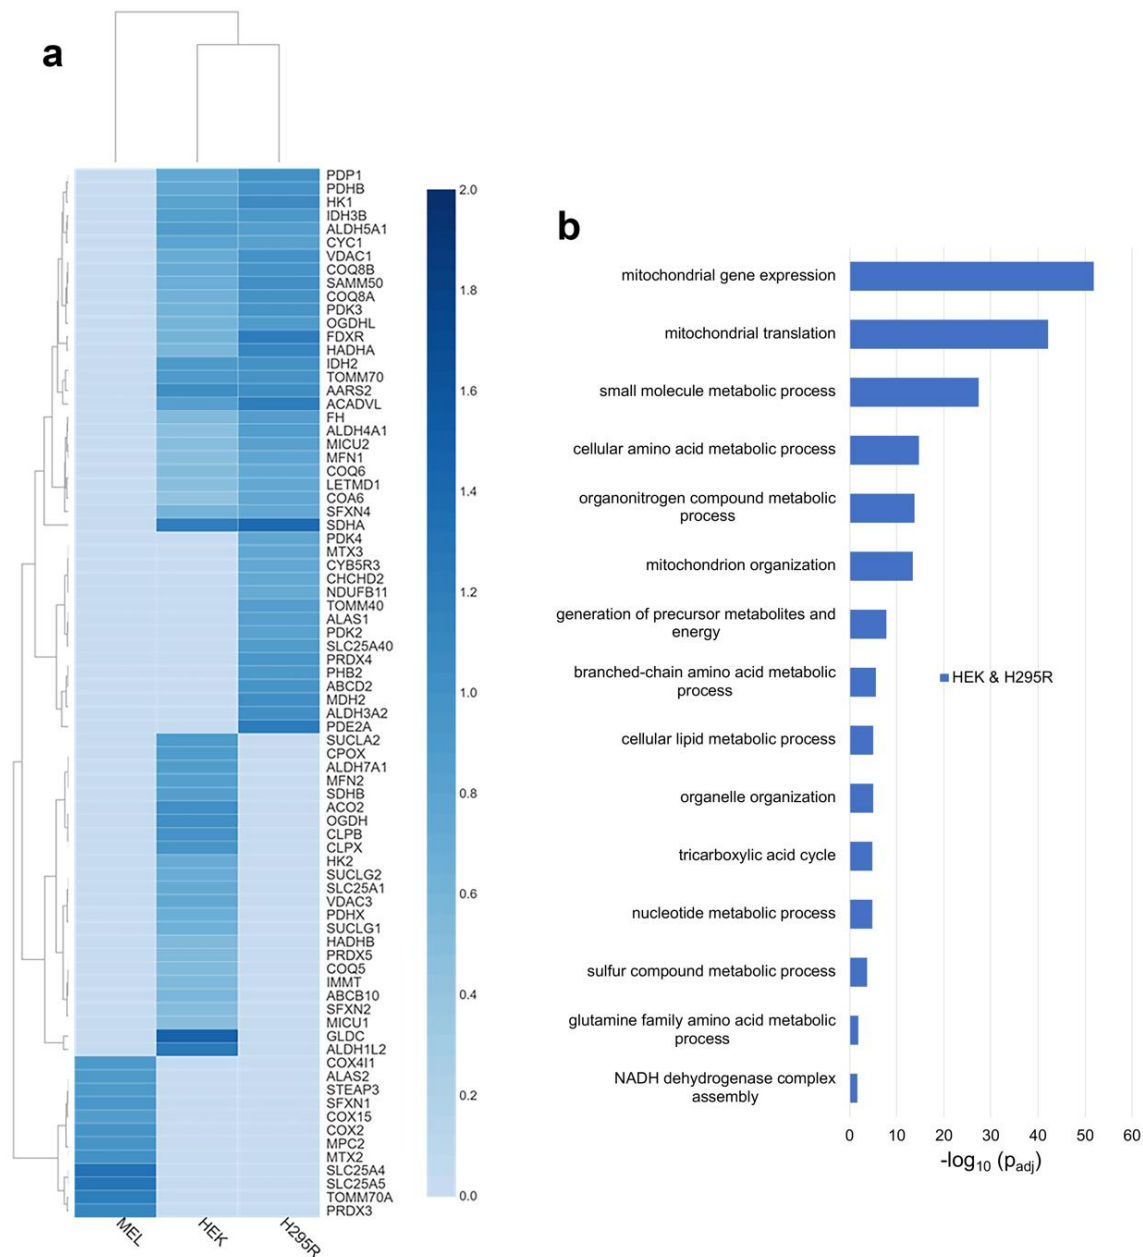 a
PDP1
PDHB
HK1
IDH3B
ALDH5A1
CYC1
VDAC1
COQ8B
SAMM50
COQ8A
PDK3
OGDHL
FDXR
HADHA
IDH2
TOMM70
AARS2
ACADVL
FH
ALDH4A1
MICU2
MFN1
COQ6
LETMD1
COA6
SFXN4
SDHA
PDK4
MTX3
CYB5R3
CHCHD2
NDUFB11
TOMM40
ALAS1
PDK2
SLC25A40
PRDX4
PHB2
ABCD2
MDH2
ALDH3A2
PDE2A
SUCLA2
CPOX
ALDH7A1
MFN2
SDHB
ACO2
OGDH
CLPB
CLPX
HK2
SUCLG2
SLC25A1
VDAC3
PDHX
SUCLG1
HADHB
PRDX5
COQ5
IMMT
ABCB10
SFXN2
MICU1
GLDC
ALDH1L2
COX4I1
ALAS2
STEAP3
SFXN1
COX15
COX2
MPC2
MTX2
SLC25A4
SLC25A5
TOMM70A
PRDX3
MEL HEK H295R
2.0
1.8
1.6
1.4
1.2
1.0
0.8
0.6
0.4
0.2
0.0
b
mitochondrial gene expression
mitochondrial translation
small molecule metabolic process
cellular amino acid metabolic process
organonitrogen compound metabolic
process
mitochondrion organization
generation of precursor metabolites and
energy
branched-chain amino acid metabolic
process
cellular lipid metabolic process
organelle organization
tricarboxylic acid cycle
nucleotide metabolic process
sulfur compound metabolic process
glutamine family amino acid metabolic
process
NADH dehydrogenase complex
assembly
HEK & H295R
0 10 20 30 40 50 60
-log₁₀ (p_adj)